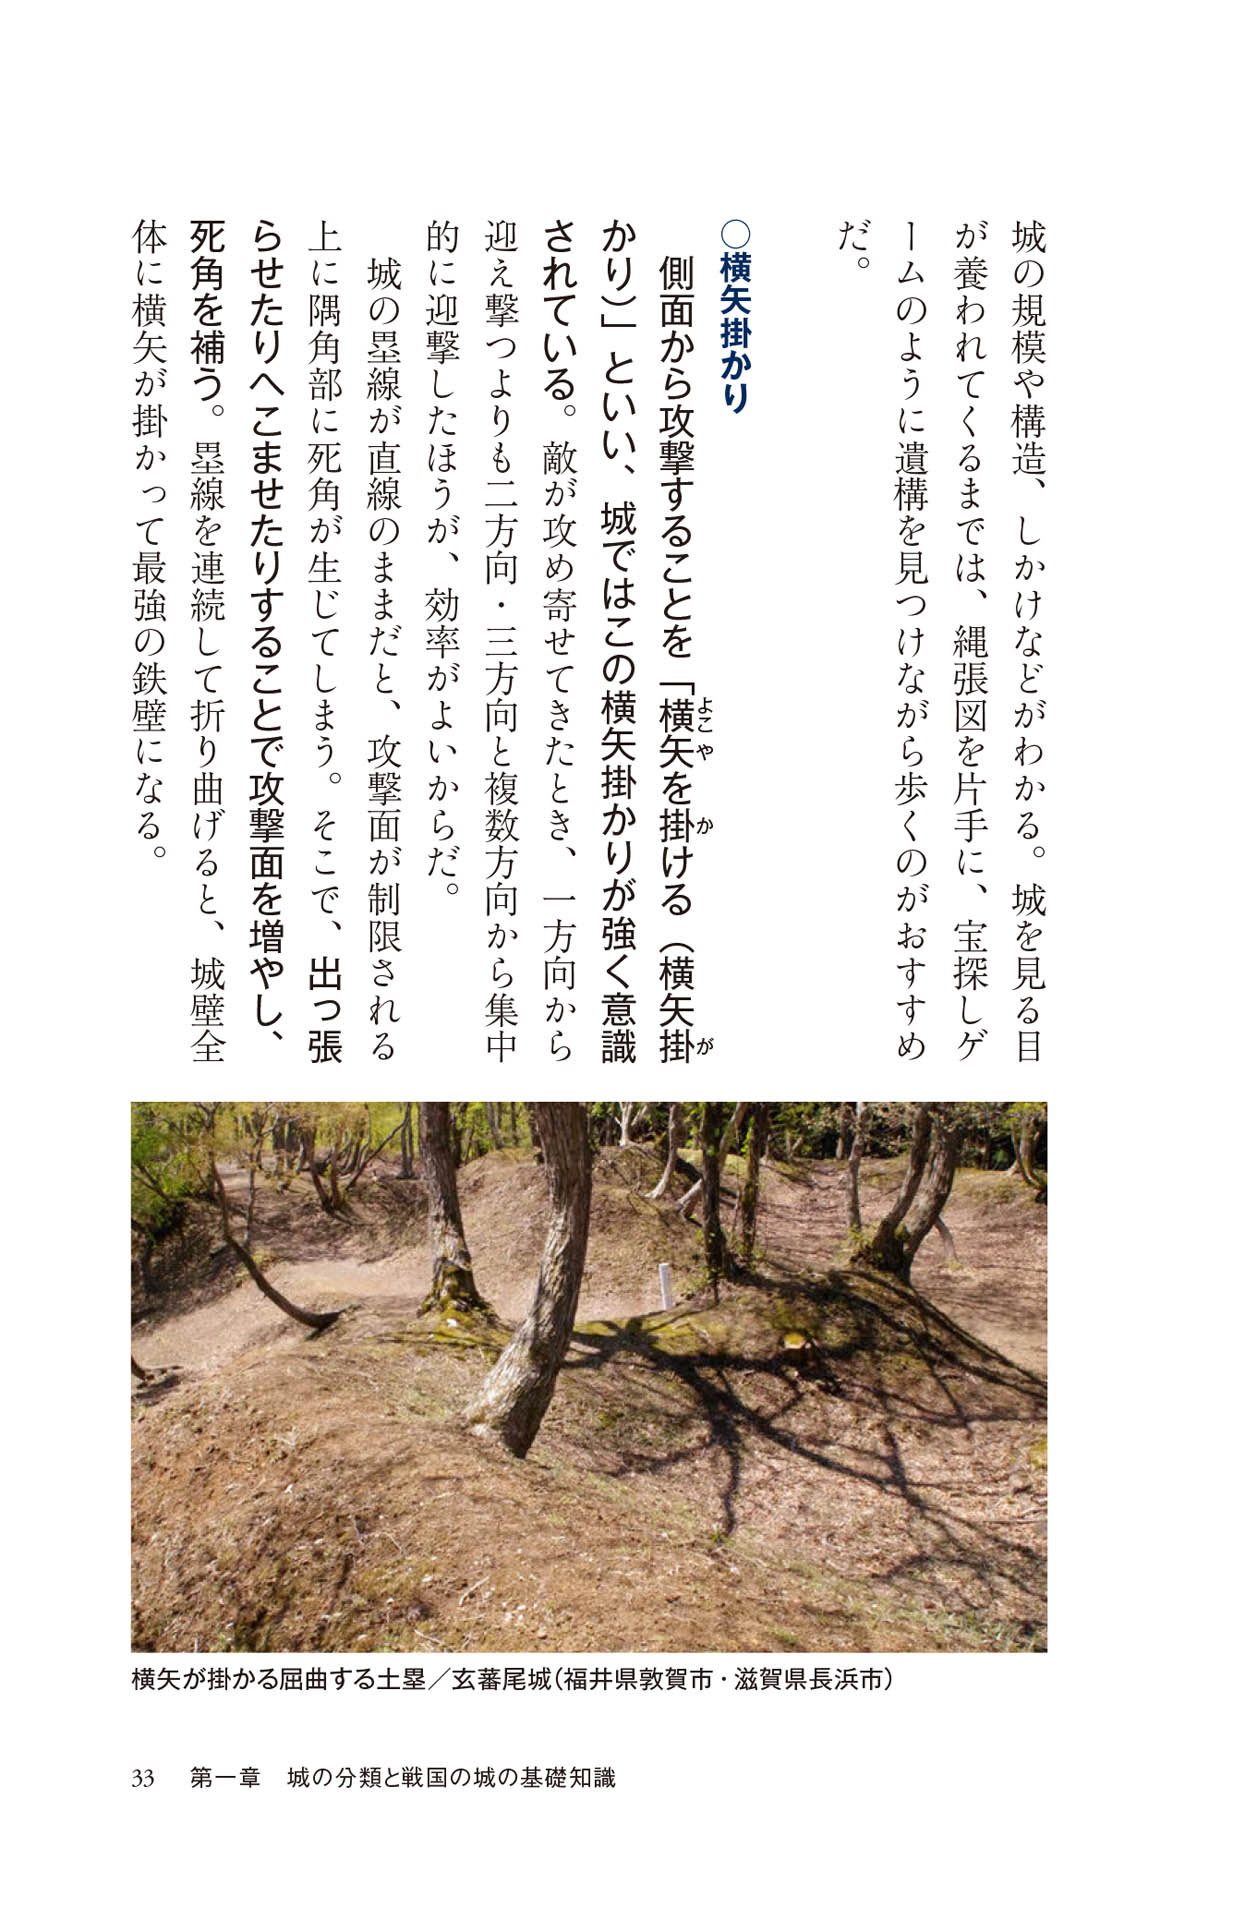 城の規模や構造、しかけなどがわかる。城を見る目
が養われてくるまでは、縄張図を片手に、宝探しゲ
ームのように遺構を見つけながら歩くのがおすすめ
だ。
○横矢掛かり
側面から攻撃することを「横矢を掛ける（横矢掛
かり）」といい、城ではこの横矢掛かりが強く意識
されている。敵が攻め寄せてきたとき、一方向から
迎え撃つよりも二方向・三方向と複数方向から集中
的に迎撃したほうが、効率がよいからだ。
城の塁線が直線のままだと、攻撃面が制限される
上に隅角部に死角が生じてしまう。そこで、出っ張
らせたりへこませたりすることで攻撃面を増やし、
死角を補う。塁線を連続して折り曲げると、城壁全
体に横矢が掛かって最強の鉄壁になる。
よこや
か
が
横矢が掛かる屈曲する土塁／玄蕃尾城（福井県敦賀市・滋賀県長浜市）
33 第一章 城の分類と戦国の城の基礎知識